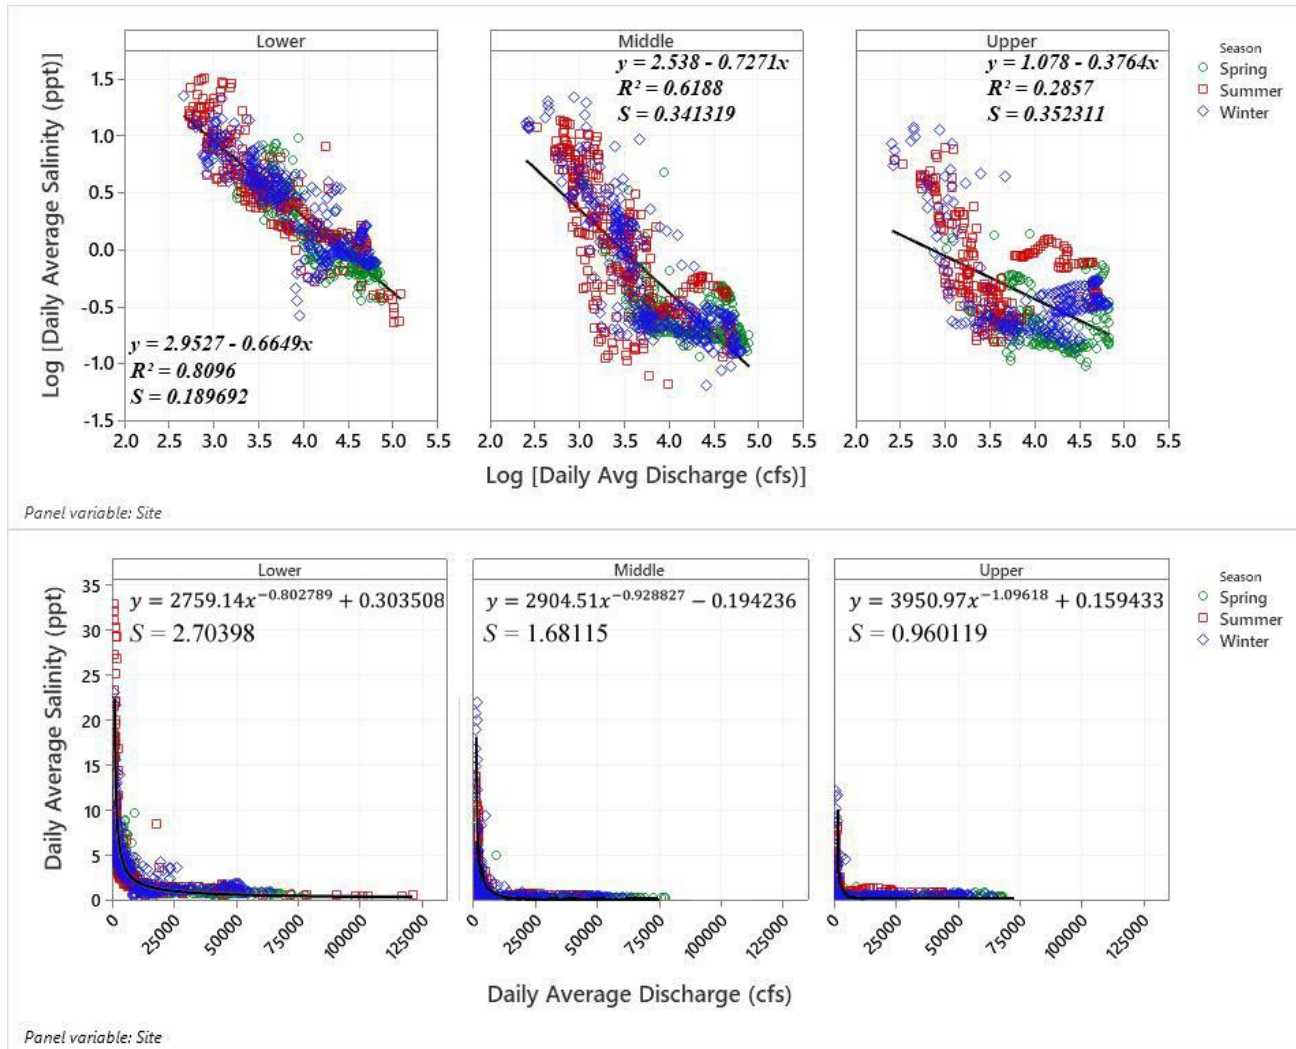 Lower
Middle
Upper
Season
Spring
Summer
Winter
y = 2.538 - 0.7271x
R² = 0.6188
S = 0.341319
y = 1.078 - 0.3764x
R² = 0.2857
S = 0.352311
y = 2.9527 - 0.6649x
R² = 0.8096
S = 0.189692
Log [Daily Average Salinity (ppt)]
1.5
1.0
0.5
0.0
-0.5
-1.0
-1.5
2.0 2.5 3.0 3.5 4.0 4.5 5.0 5.5
2.0 2.5 3.0 3.5 4.0 4.5 5.0 5.5
2.0 2.5 3.0 3.5 4.0 4.5 5.0 5.5
Log [Daily Avg Discharge (cfs)]
Panel variable: Site
Lower
Middle
Upper
Season
Spring
Summer
Winter
y = 2759.14x^−0.802789 + 0.303508
S = 2.70398
y = 2904.51x^−0.928827 − 0.194236
S = 1.68115
y = 3950.97x^−1.09618 + 0.159433
S = 0.960119
Daily Average Salinity (ppt)
35
30
25
20
15
10
5
0
0 25000 50000 75000 100000 125000
0 25000 50000 75000 100000 125000
0 25000 50000 75000 100000 125000
Daily Average Discharge (cfs)
Panel variable: Site